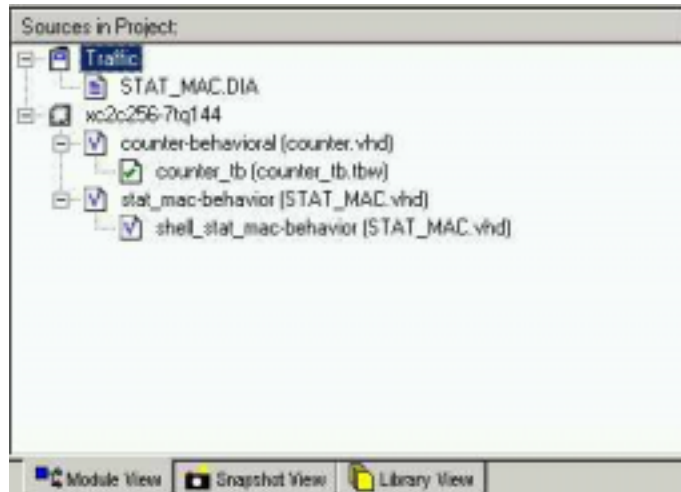 Sources in Project:
Traffic
STAT_MAC.DIA
xc2c256-7tq144
counter-behavioral (counter.vhd)
counter_tb (counter_tb.tbw)
stat_mac-behavior (STAT_MAC.vhd)
shell_stat_mac-behavior (STAT_MAC.vhd)
Module View Snapshot View Library View